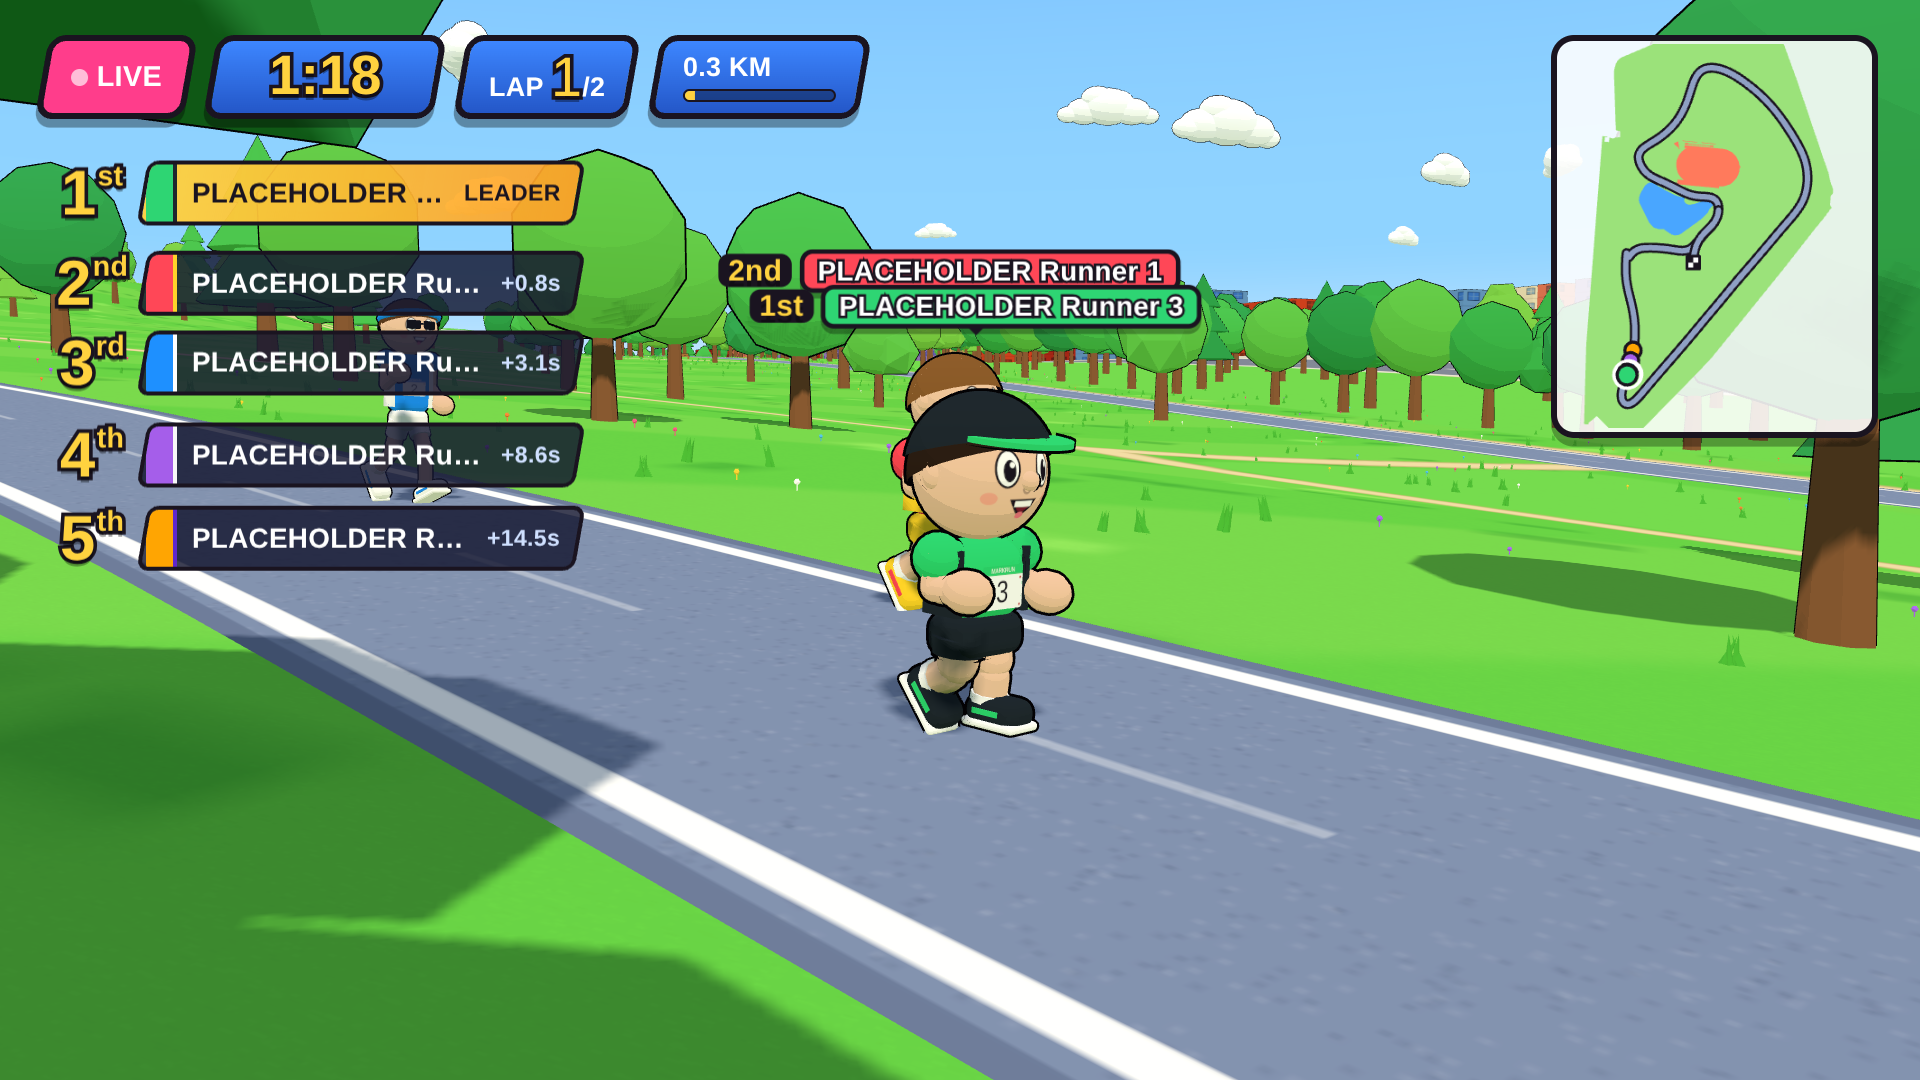 LIVE
1:18
LAP 1/2
0.3 KM
1st PLACEHOLDER ... LEADER
2nd PLACEHOLDER Ru... +0.8s
3rd PLACEHOLDER Ru... +3.1s
4th PLACEHOLDER Ru... +8.6s
5th PLACEHOLDER R... +14.5s
2nd PLACEHOLDER Runner 1
1st PLACEHOLDER Runner 3
MARKRUN
3